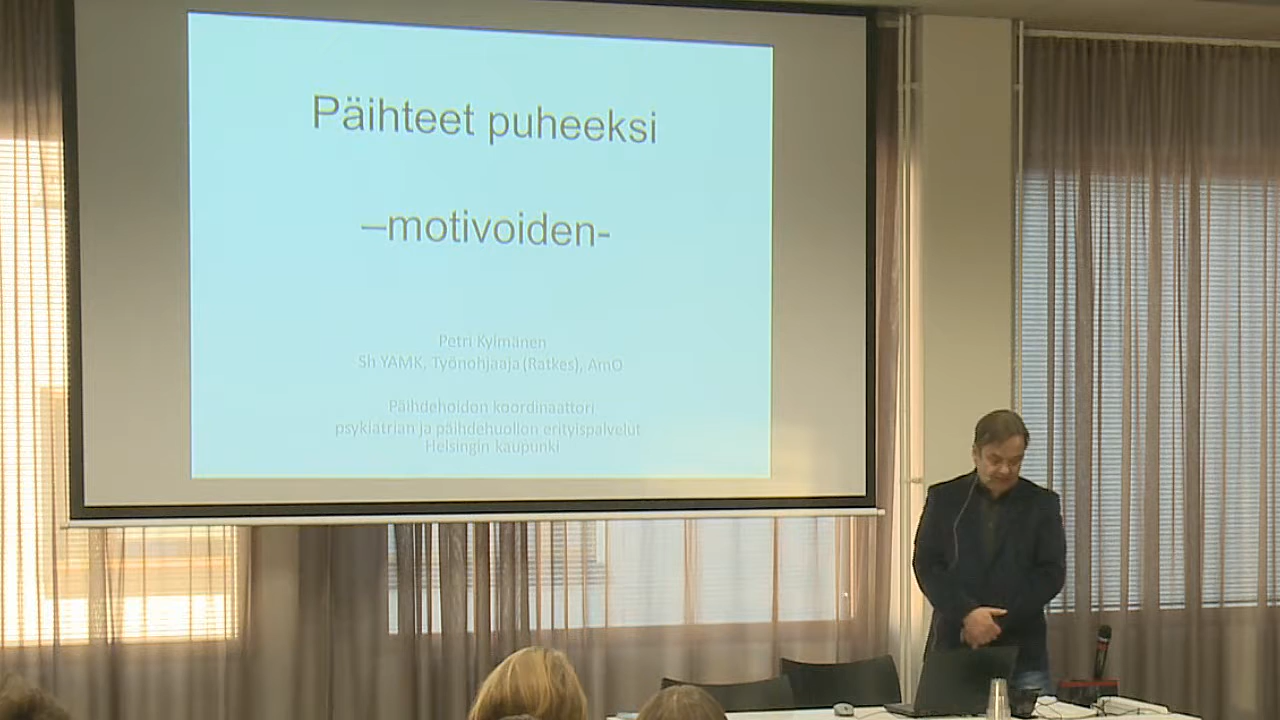 Päihteet puheeksi
–motivoiden-
Petri Kylmänen
Sh YAMK, Työnohjaaja (Ratkes), AmO
Päihdehoidon koordinaattori
psykiatrian ja päihdehuollon erityispalvelut
Helsingin kaupunki